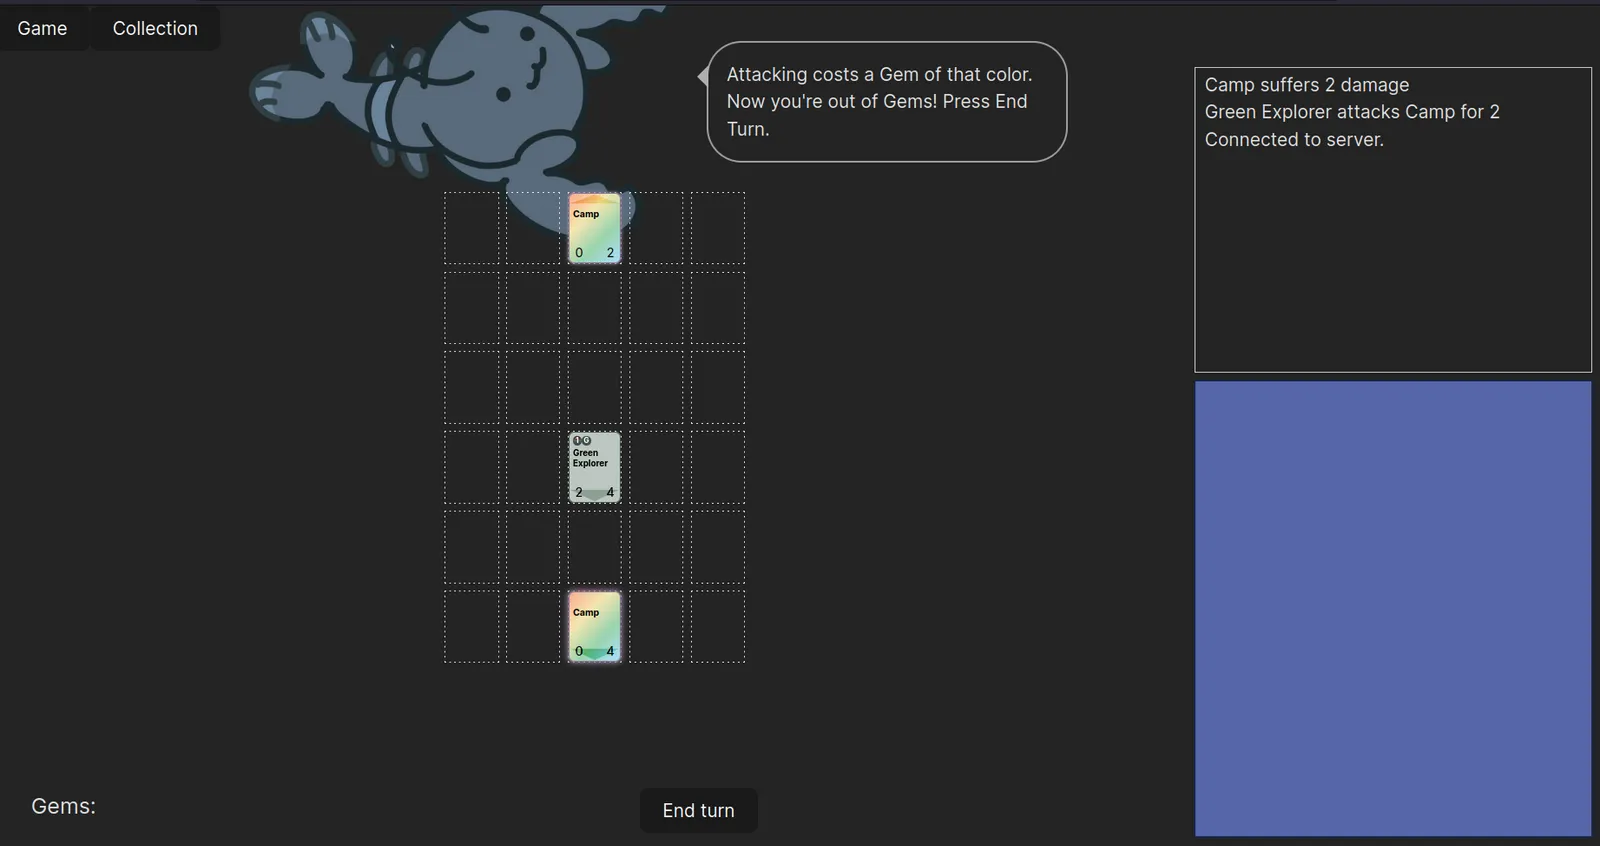 Game
Collection
Attacking costs a Gem of that color.
Now you're out of Gems! Press End
Turn.
Camp suffers 2 damage
Green Explorer attacks Camp for 2
Connected to server.
Camp
0 2
1 G
Green
Explorer
2 4
Camp
0 4
Gems:
End turn